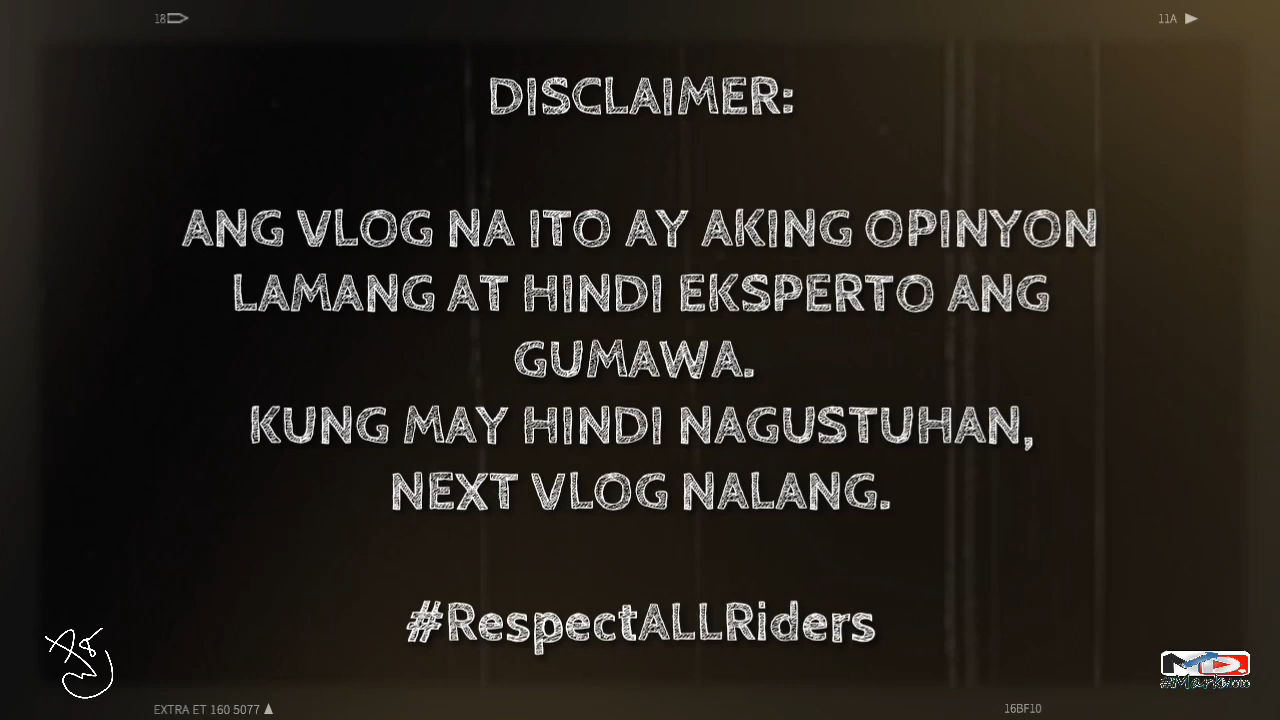 18
11A
DISCLAIMER:
ANG VLOG NA ITO AY AKING OPINYON
LAMANG AT HINDI EKSPERTO ANG
GUMAWA.
KUNG MAY HINDI NAGUSTUHAN,
NEXT VLOG NALANG.
#RespectALLRiders
MD.
EXTRA ET 160 5077
16BF10